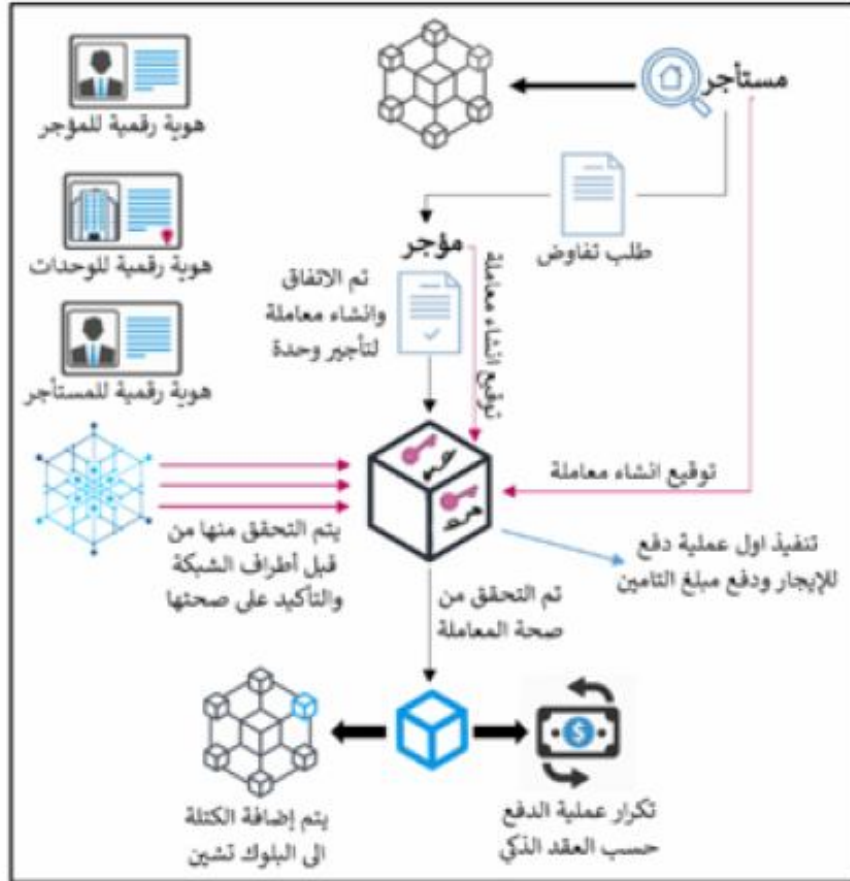 مستأجر
هوية رقمية للمؤجر
طلب تفاوض
مؤجر
توقيع انشاء معاملة
هوية رقمية للوحدات
تم الاتفاق
وانشاء معاملة
لتأجير وحدة
هوية رقمية للمستأجر
توقيع انشاء معاملة
يتم التحقق منها من
قبل أطراف الشبكة
والتأكيد على صحتها
تنفيذ اول عملية دفع
للإيجار ودفع مبلغ التامين
تم التحقق من
صحة المعاملة
$
تكرار عملية الدفع
حسب العقد الذكي
يتم إضافة الكتلة
الى البلوك تشين